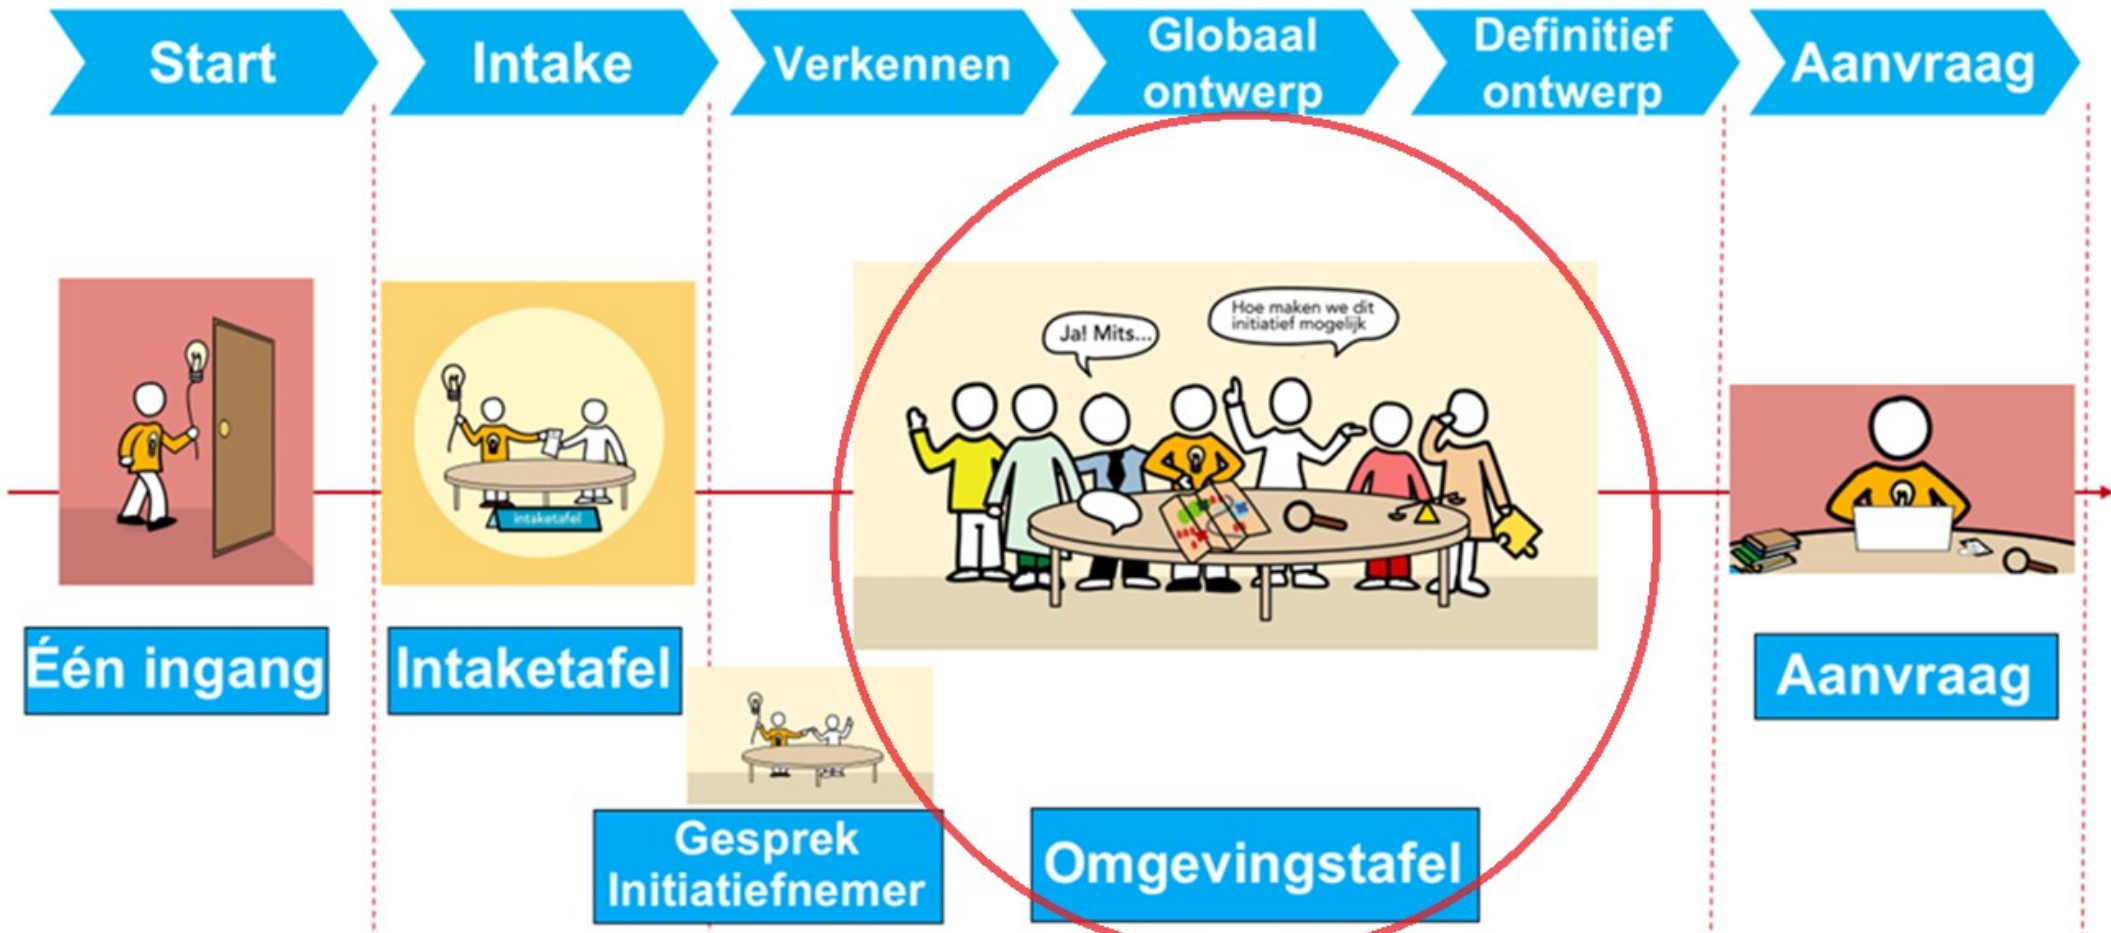 Start
Intake
Verkennen
Globaal
ontwerp
Definitief
ontwerp
Aanvraag
Ja! Mits...
Hoe maken we dit
initiatief mogelijk
intaketafel
Één ingang
Intaketafel
Aanvraag
Gesprek
Initiatiefnemer
Omgevingstafel